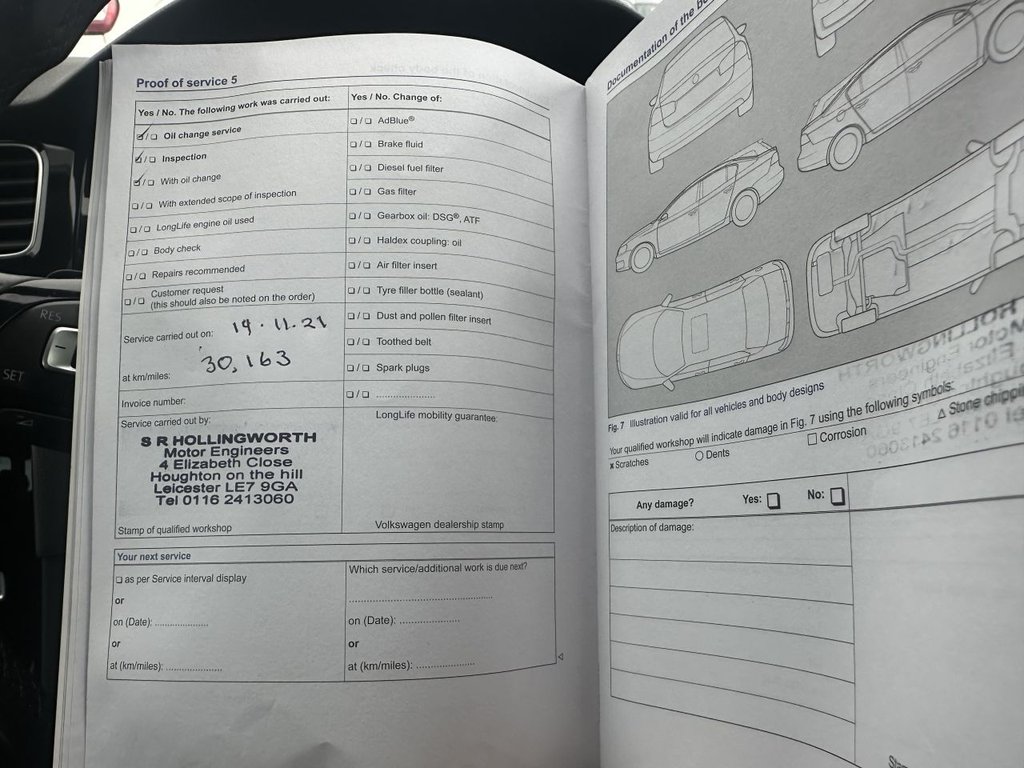 Proof of service 5
Yes / No. The following work was carried out:
Oil change service
Inspection
With oil change
With extended scope of inspection
LongLife engine oil used
Body check
Repairs recommended
Customer request
(this should also be noted on the order)
Service carried out on: 19.11.21
at km/miles: 30,163
Invoice number:
Service carried out by:
S R HOLLINGWORTH
Motor Engineers
4 Elizabeth Close
Houghton on the hill
Leicester LE7 9GA
Tel 0116 2413060
Stamp of qualified workshop
Yes / No. Change of:
AdBlue®
Brake fluid
Diesel fuel filter
Gas filter
Gearbox oil: DSG®, ATF
Haldex coupling: oil
Air filter insert
Tyre filler bottle (sealant)
Dust and pollen filter insert
Toothed belt
Spark plugs
LongLife mobility guarantee:
Volkswagen dealership stamp
Your next service
as per Service interval display
or
on (Date): ....................
or
at (km/miles): ....................
Which service/additional work is due next?
on (Date): ....................
or
at (km/miles): ....................
Documentation of the
Fig. 7 Illustration valid for all vehicles and body designs
Your qualified workshop will indicate damage in Fig. 7 using the following symbols:
x Scratches
O Dents
□ Corrosion
Δ Stone
Any damage? Yes: No:
Description of damage:
RES
SET